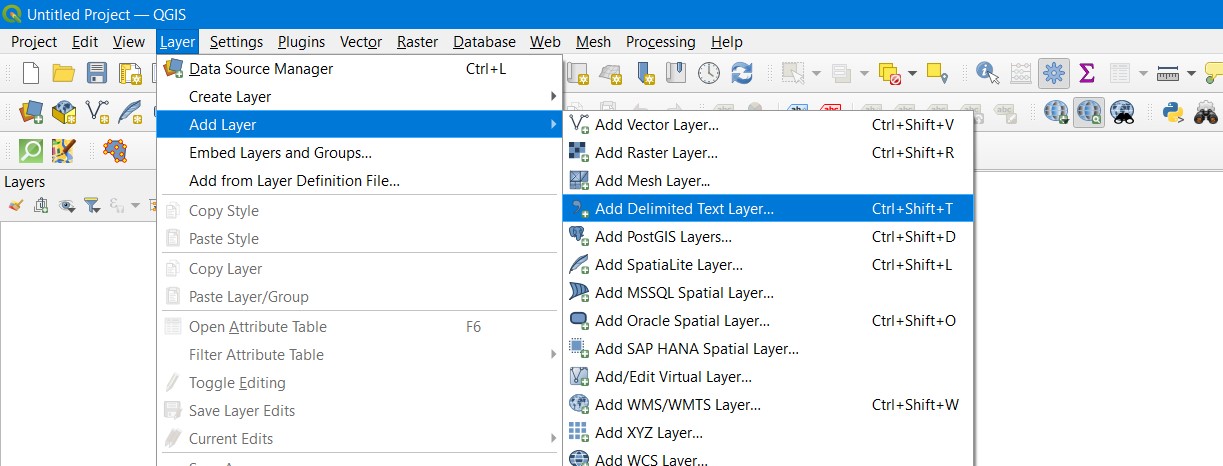 Untitled Project — QGIS
Project Edit View Layer Settings Plugins Vector Raster Database Web Mesh Processing Help
Data Source Manager Ctrl+L
Create Layer
Add Layer
Embed Layers and Groups...
Add from Layer Definition File...
Copy Style
Paste Style
Copy Layer
Paste Layer/Group
Open Attribute Table F6
Filter Attribute Table
Toggle Editing
Save Layer Edits
Current Edits
Add Vector Layer... Ctrl+Shift+V
Add Raster Layer... Ctrl+Shift+R
Add Mesh Layer...
Add Delimited Text Layer... Ctrl+Shift+T
Add PostGIS Layers... Ctrl+Shift+D
Add SpatiaLite Layer... Ctrl+Shift+L
Add MSSQL Spatial Layer...
Add Oracle Spatial Layer... Ctrl+Shift+O
Add SAP HANA Spatial Layer...
Add/Edit Virtual Layer...
Add WMS/WMTS Layer... Ctrl+Shift+W
Add XYZ Layer...
Add WCS Layer...
Layers